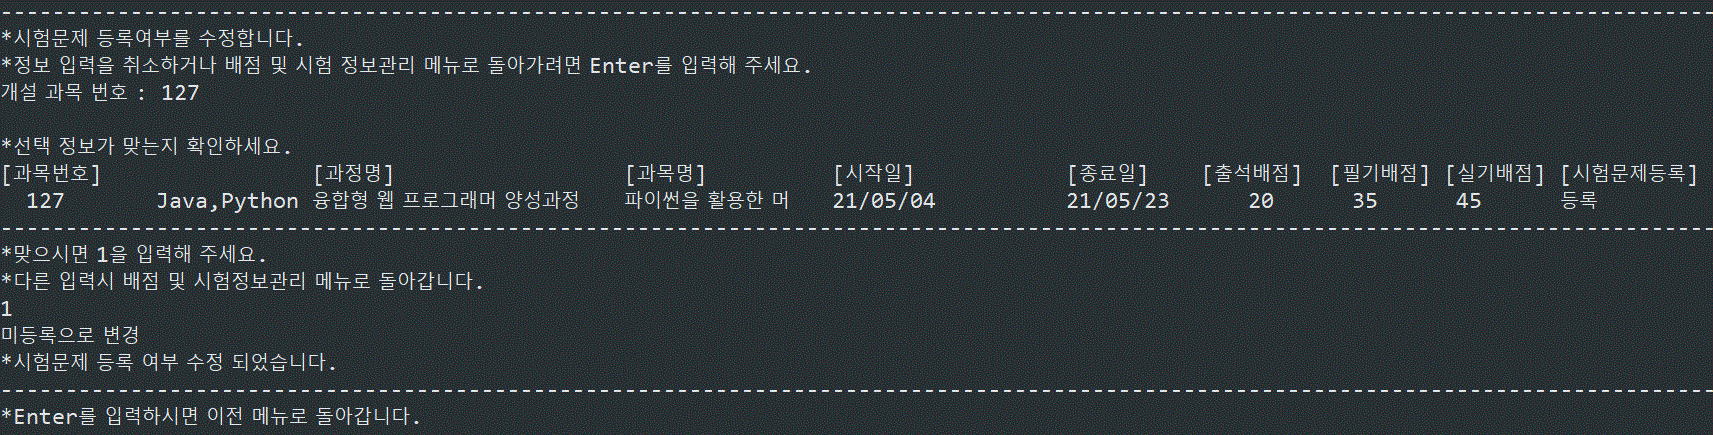 --------------------------------------------------------------------------------------------------------------------------------------
*시험문제 등록여부를 수정합니다.
*정보 입력을 취소하거나 배점 및 시험 정보관리 메뉴로 돌아가려면 Enter를 입력해 주세요.
개설 과목 번호 : 127
*선택 정보가 맞는지 확인하세요.
[과목번호] [과정명] [과목명] [시작일] [종료일] [출석배점] [필기배점] [실기배점] [시험문제등록]
127 Java,Python 융합형 웹 프로그래머 양성과정 파이썬을 활용한 머 21/05/04 21/05/23 20 35 45 등록
--------------------------------------------------------------------------------------------------------------------------------------
*맞으시면 1을 입력해 주세요.
*다른 입력시 배점 및 시험정보관리 메뉴로 돌아갑니다.
1
미등록으로 변경
*시험문제 등록 여부 수정 되었습니다.
--------------------------------------------------------------------------------------------------------------------------------------
*Enter를 입력하시면 이전 메뉴로 돌아갑니다.